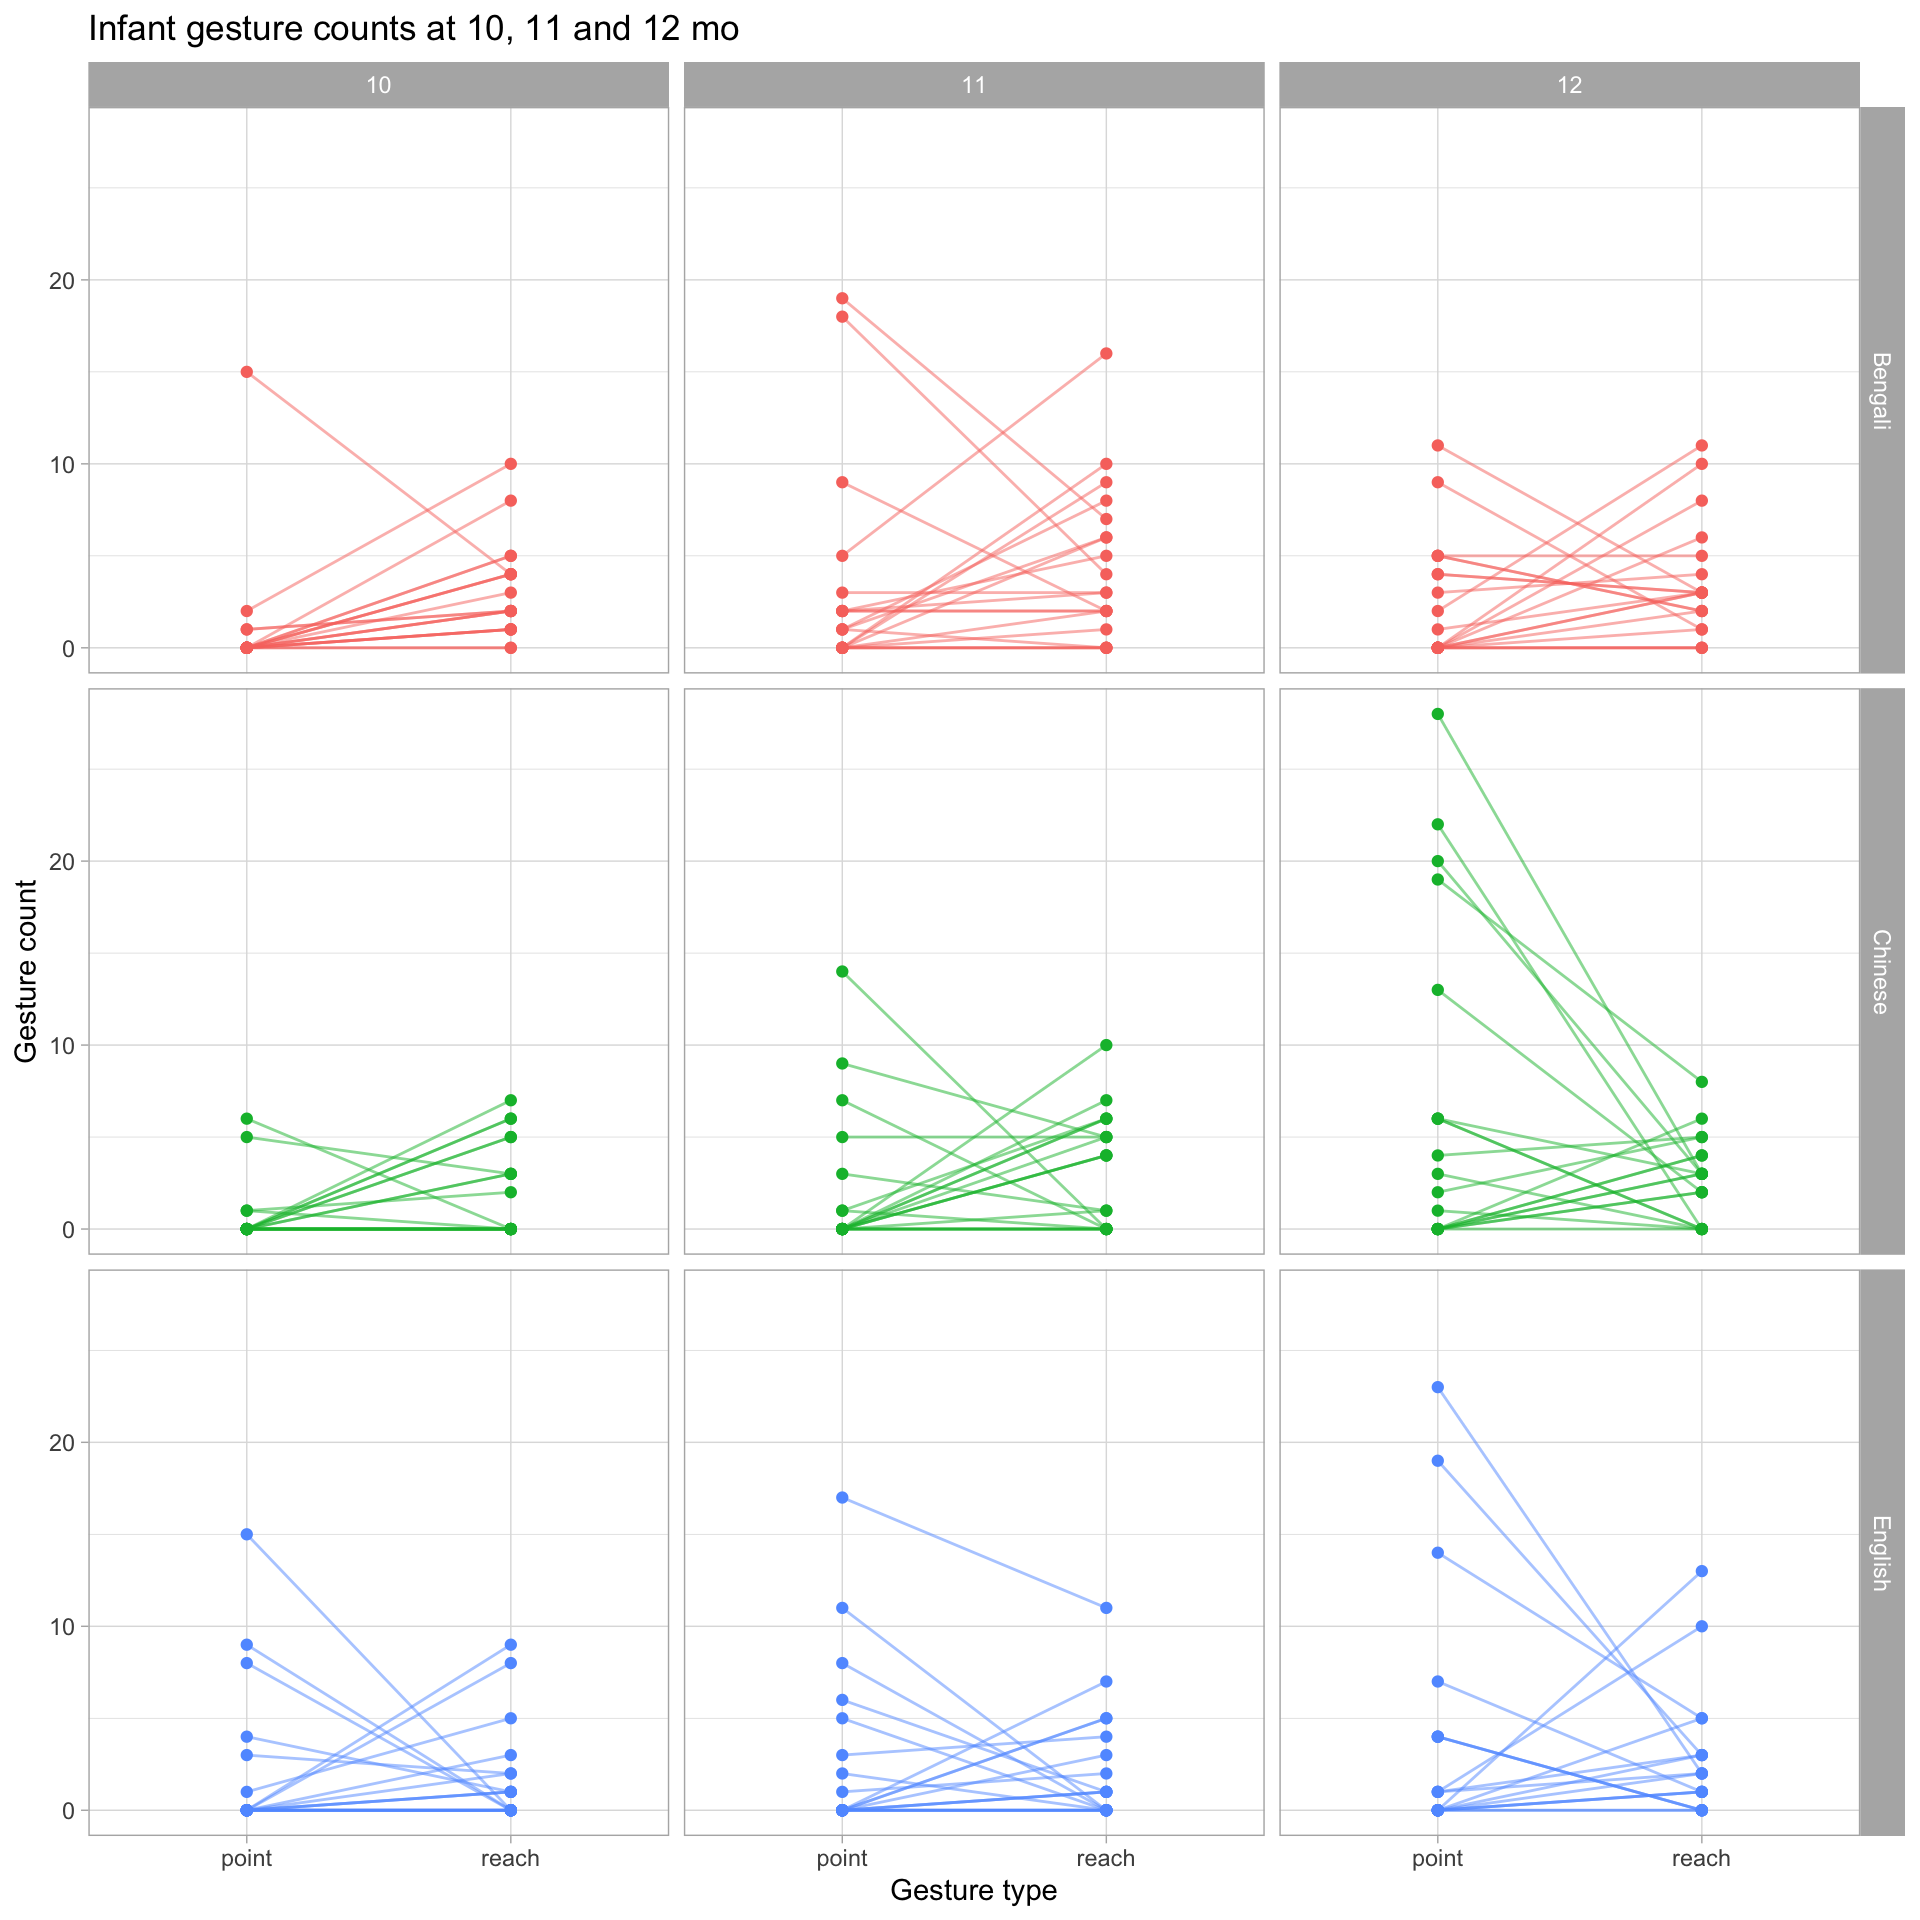 Infant gesture counts at 10, 11 and 12 mo
10 11 12
20
10
0
Bengali
20
10
0
Chinese
Gesture count
20
10
0
English
point reach point reach point reach
Gesture type